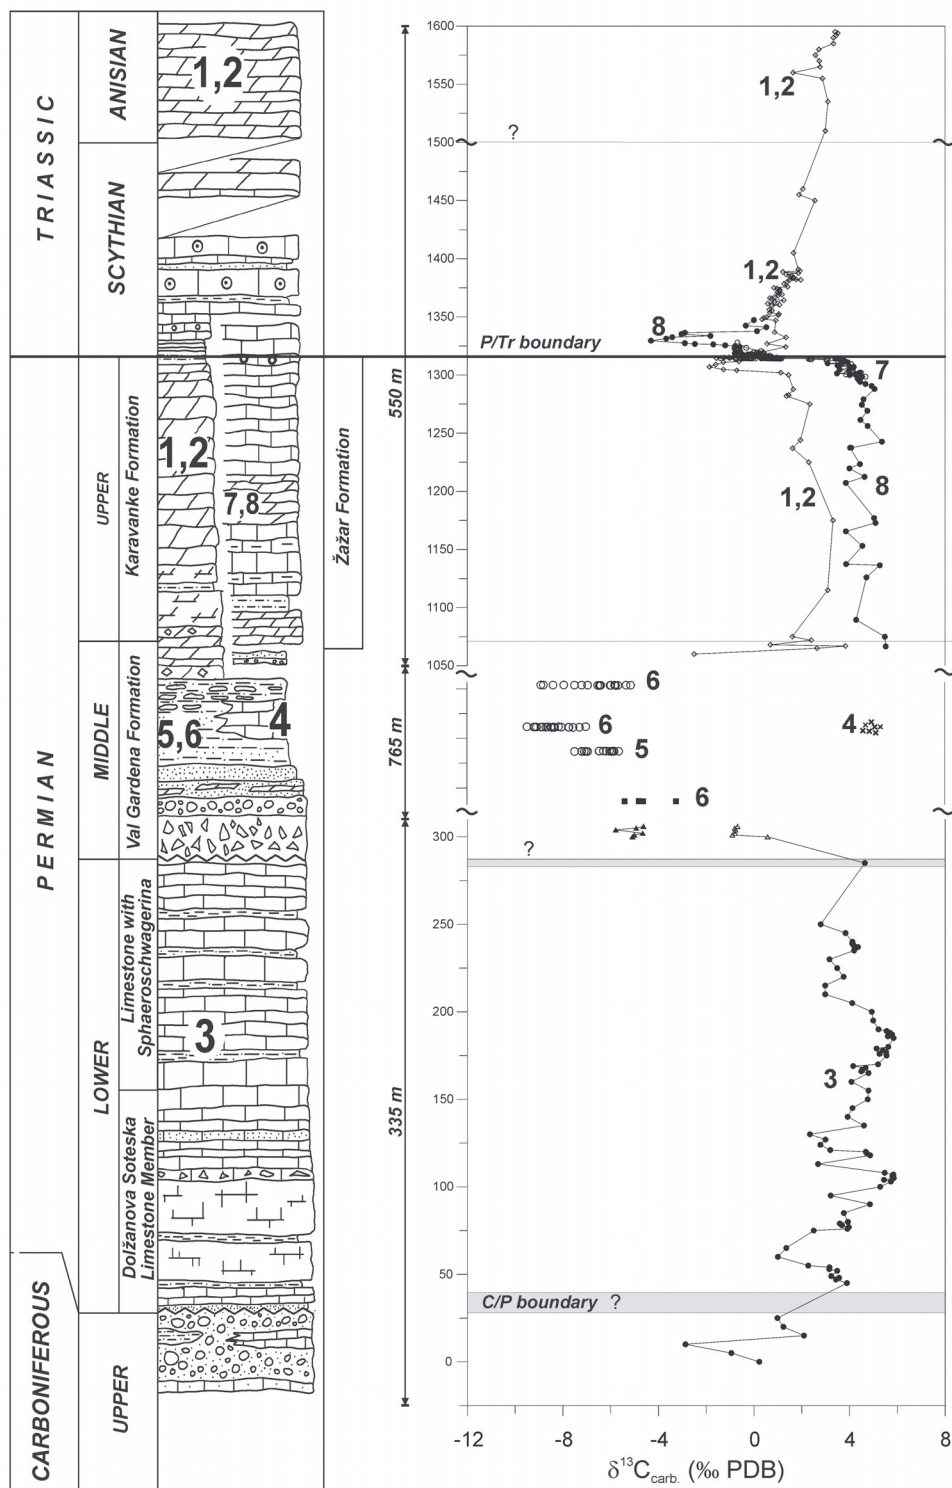 TRIASSIC
ANISIAN
SCYTHIAN
PERMIAN
UPPER
Karavanke Formation
MIDDLE
Val Gardena Formation
LOWER
Limestone with
Sphaeroschwagerina
Dolžanova Soteska
Limestone Member
CARBONIFEROUS
UPPER
1,2
1,2
7,8
5,6
4
3
Žažar Formation
550 m
765 m
335 m
1600
1550
1500
1450
1400
1350
1300
1250
1200
1150
1100
1050
300
250
200
150
100
50
0
1,2
?
1,2
8
P/Tr boundary
7
8
1,2
6
6
4
5
6
?
3
C/P boundary ?
-12
-8
-4
0
4
8
δ13Ccarb. (‰ PDB)